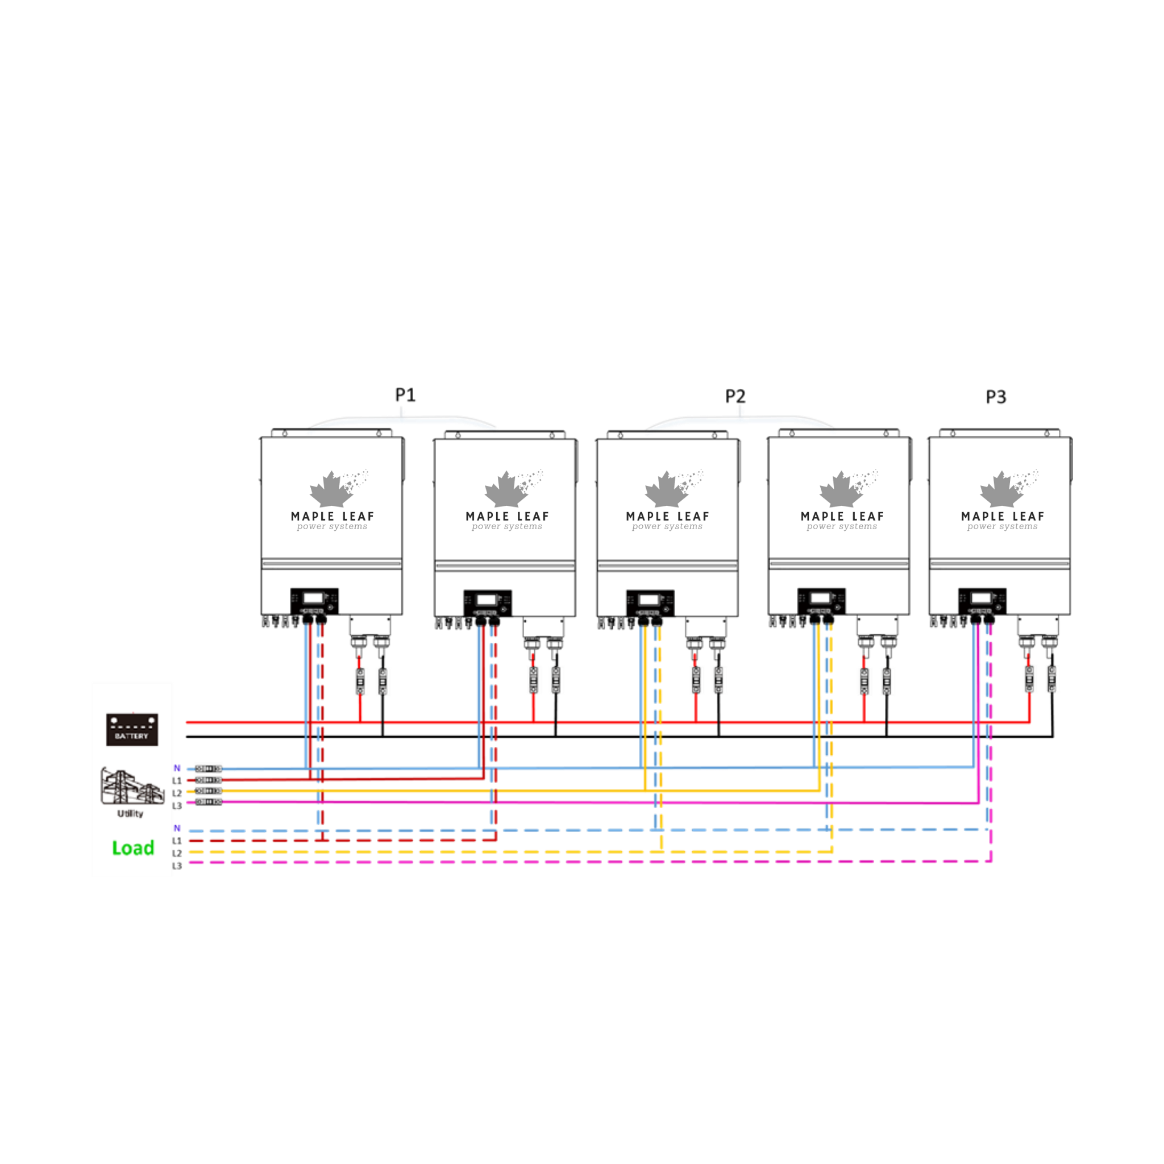 P1
P2
P3
MAPLE LEAF
power systems
MAPLE LEAF
power systems
MAPLE LEAF
power systems
MAPLE LEAF
power systems
MAPLE LEAF
power systems
BATTERY
N
L1
L2
L3
Utility
N
L1
L2
L3
Load